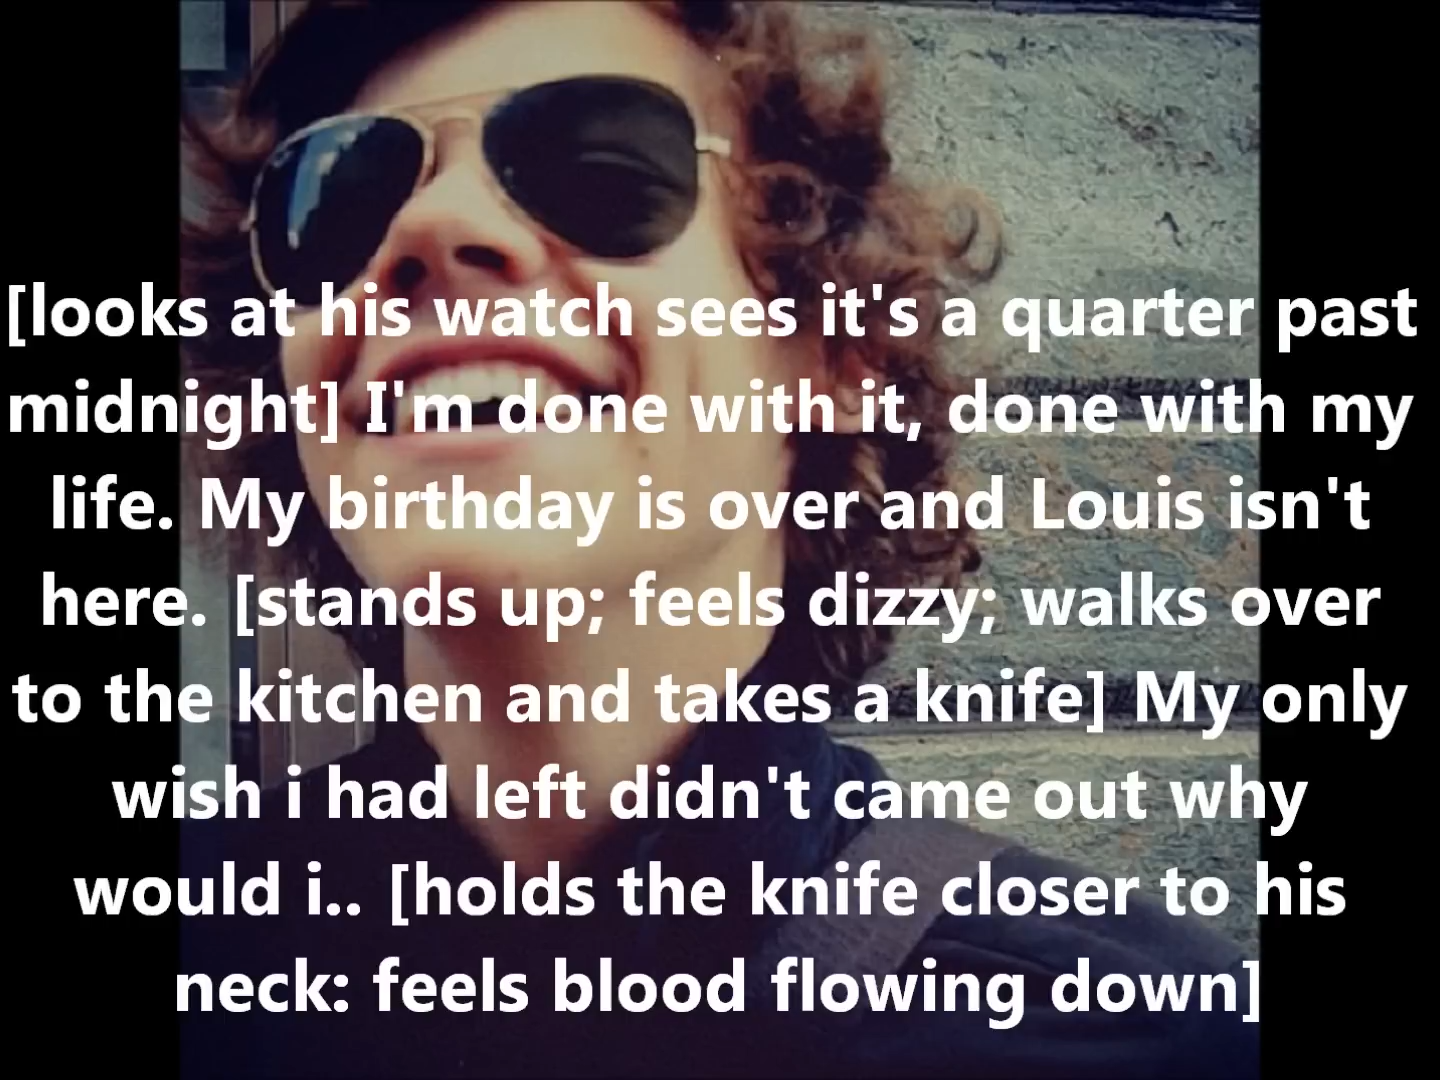 [looks at his watch sees it's a quarter past
midnight] I'm done with it, done with my
life. My birthday is over and Louis isn't
here. [stands up; feels dizzy; walks over
to the kitchen and takes a knife] My only
wish i had left didn't came out why
would i.. [holds the knife closer to his
neck: feels blood flowing down]